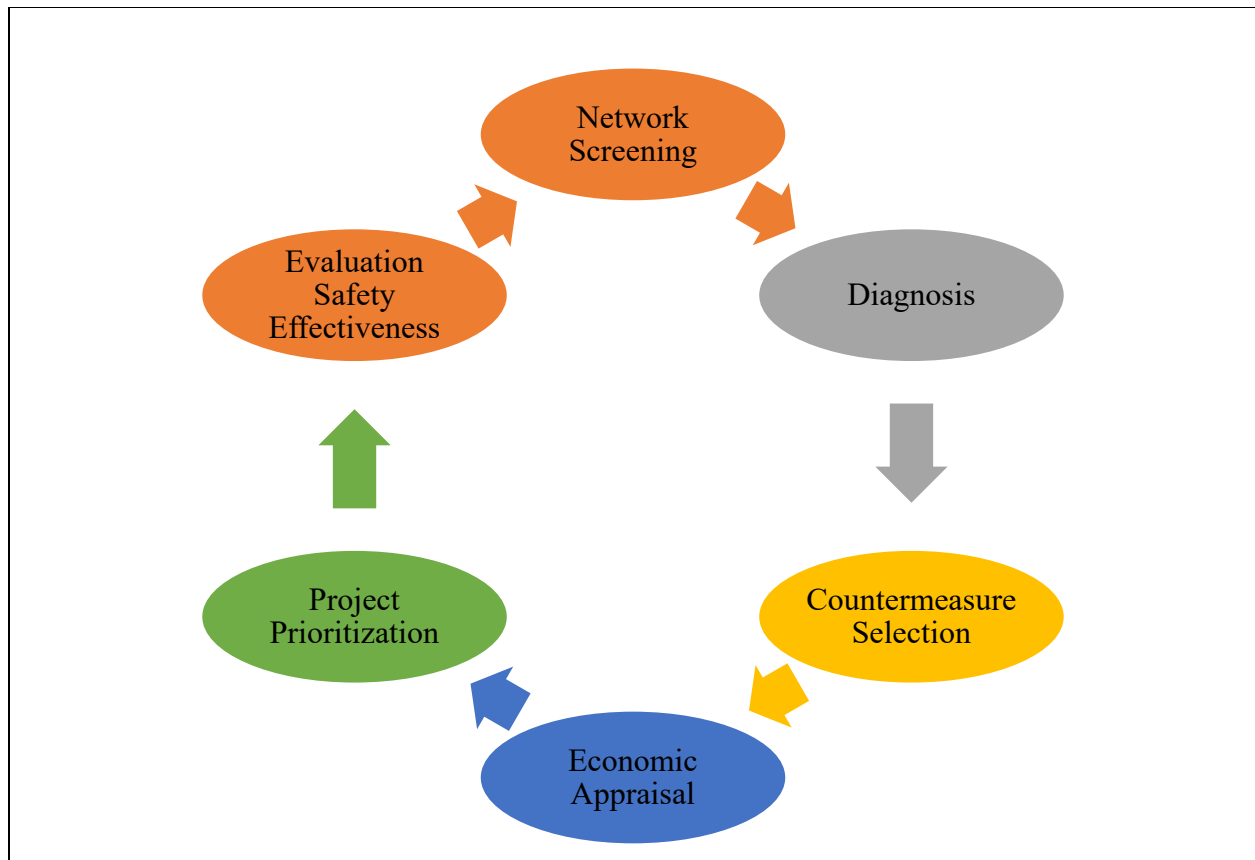 Network
Screening
Diagnosis
Countermeasure
Selection
Economic
Appraisal
Project
Prioritization
Evaluation
Safety
Effectiveness